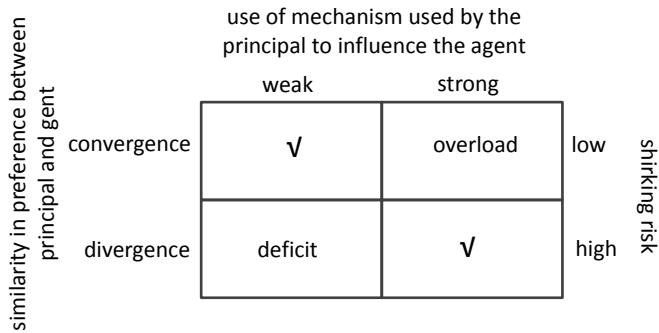 use of mechanism used by the
principal to influence the agent
weak strong
similarity in preference between
principal and gent
convergence √ overload low
divergence deficit √ high
shirking risk